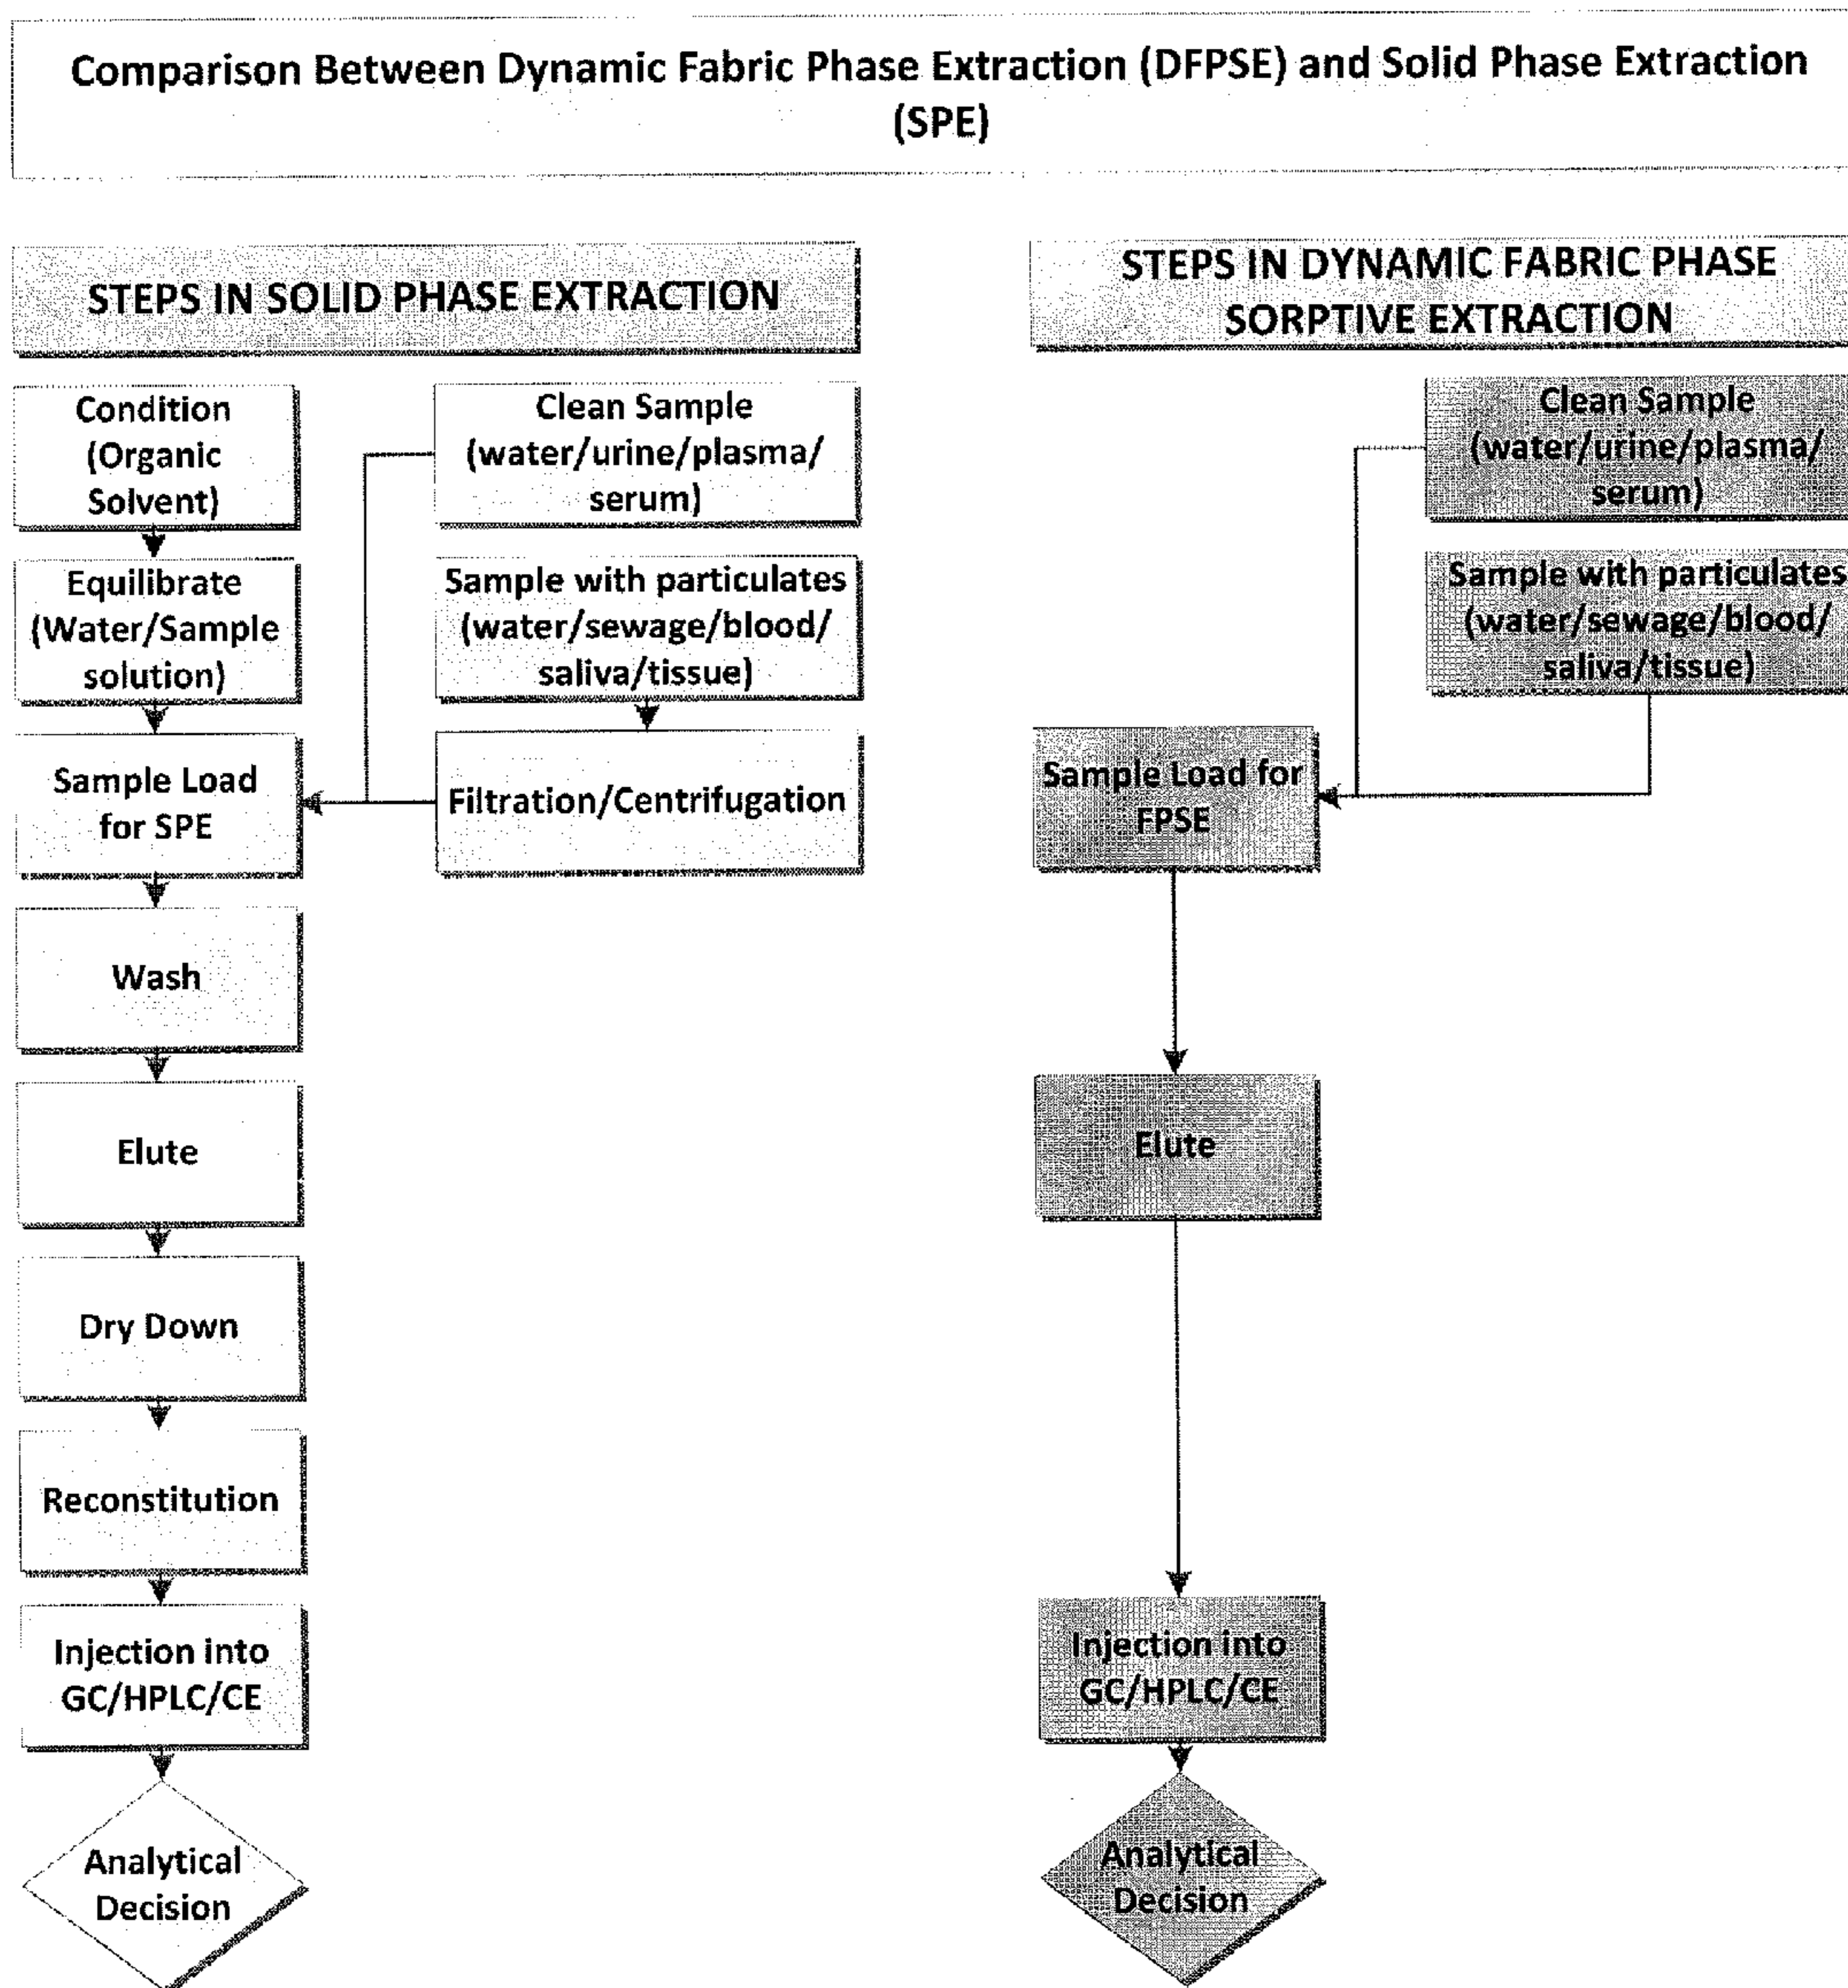 Comparison Between Dynamic Fabric Phase Extraction (DFPSE) and Solid Phase Extraction
(SPE)
STEPS IN SOLID PHASE EXTRACTION
Condition
(Organic
Solvent)
Clean Sample
(water/urine/plasma/
serum)
Equilibrate
(Water/Sample
solution)
Sample with particulates
(water/sewage/blood/
saliva/tissue)
Sample Load
for SPE
Filtration/Centrifugation
Wash
Elute
Dry Down
Reconstitution
Injection into
GC/HPLC/CE
Analytical
Decision
STEPS IN DYNAMIC FABRIC PHASE
SORPTIVE EXTRACTION
Clean Sample
(water/urine/plasma/
serum)
Sample with particulates
(water/sewage/blood/
saliva/tissue)
Sample Load for
FPSE
Elute
Injection into
GC/HPLC/CE
Analytical
Decision